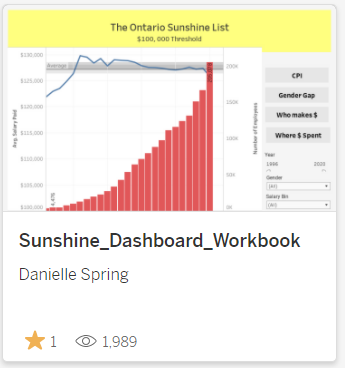 The Ontario Sunshine List
$100, 000 Threshold
$130,000
$125,000
$120,000
$115,000
$110,000
$105,000
$100,000
Avg. Salary Paid
Average
4,476
200K
150K
100K
50K
0K
Number of Employees
CPI
Gender Gap
Who makes $
Where $ Spent
Year
1996 2020
Gender
(All)
Salary Bin
(All)
Sunshine_Dashboard_Workbook
Danielle Spring
1 1,989